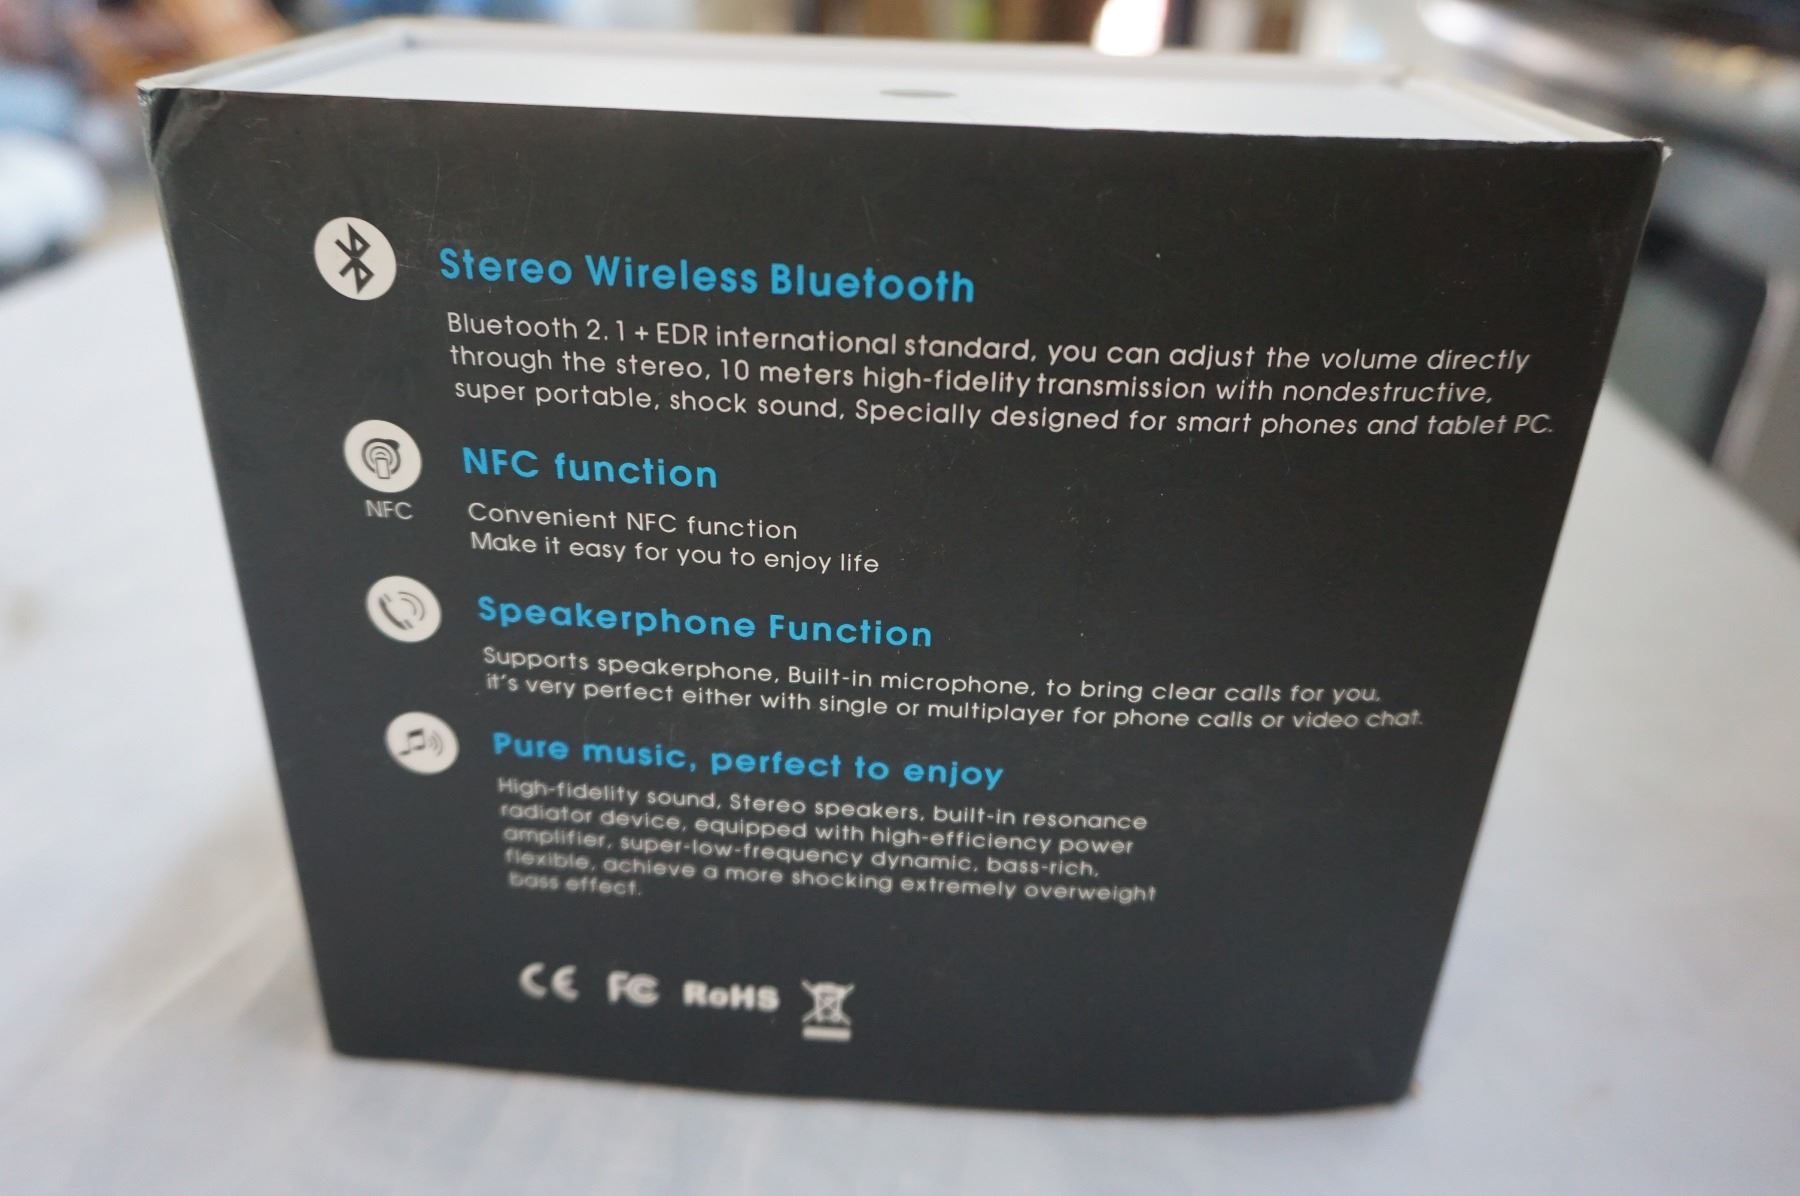 Stereo Wireless Bluetooth
Bluetooth 2.1+EDR international standard, you can adjust the volume directly
through the stereo, 10 meters high-fidelity transmission with nondestructive,
super portable, shock sound, Specially designed for smart phones and tablet PC.
NFC
NFC function
Convenient NFC function
Make it easy for you to enjoy life
Speakerphone Function
Supports speakerphone, Built-in microphone, to bring clear calls for you.
it's very perfect either with single or multiplayer for phone calls or video chat.
Pure music, perfect to enjoy
High-fidelity sound, Stereo speakers, built-in resonance
radiator device, equipped with high-efficiency power
amplifier, super-low-frequency dynamic, bass-rich,
flexible, achieve a more shocking extremely overweight
bass effect.
CE FC RoHS